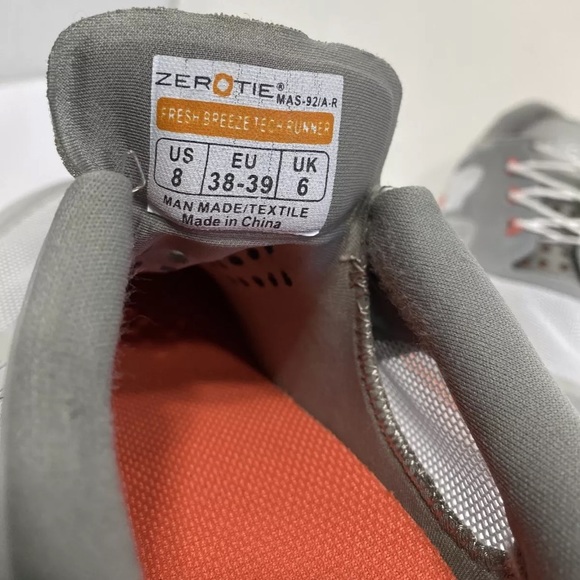 ZEROTIE®
MAS-92/A-R
FRESH BREEZE TECH RUNNER
US EU UK
8 38-39 6
MAN MADE/TEXTILE
Made in China